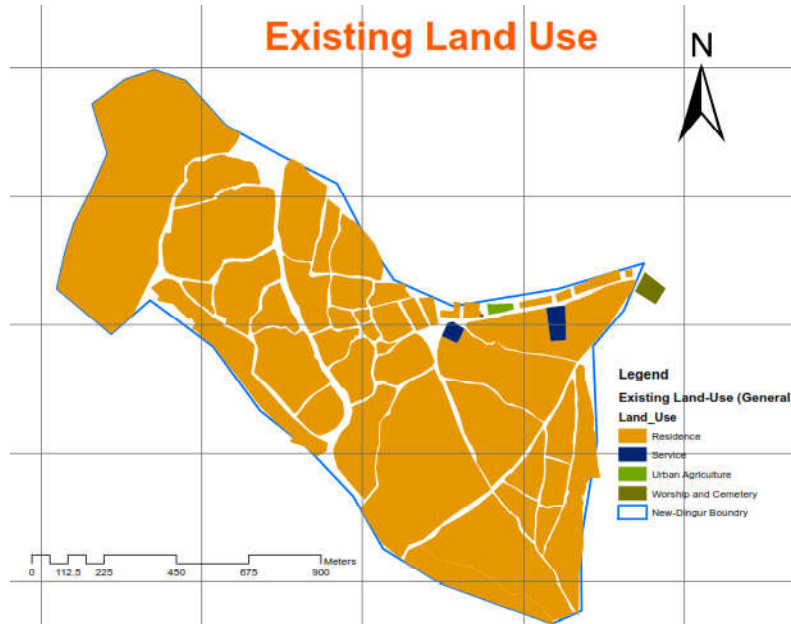 Existing Land Use
N
Legend
Existing Land-Use (General
Land_Use
Residence
Service
Urban Agriculture
Worship and Cemetery
New-Dingur Boundry
Meters
0 112.5 225 450 675 900